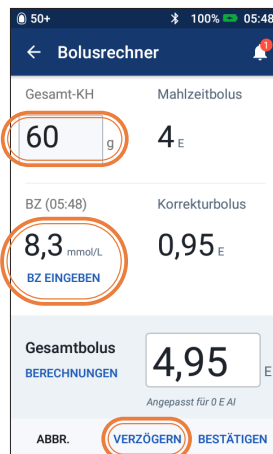 50+ 100% 05:48
Bolusrechner
Gesamt-KH Mahlzeitbolus
60 g 4 E
BZ (05:48) Korrekturbolus
8,3 mmol/L 0,95 E
BZ EINGEBEN
Gesamtbolus 4,95 E
BERECHNUNGEN
Angepasst für 0 E AI
ABBR. VERZÖGERN BESTÄTIGEN